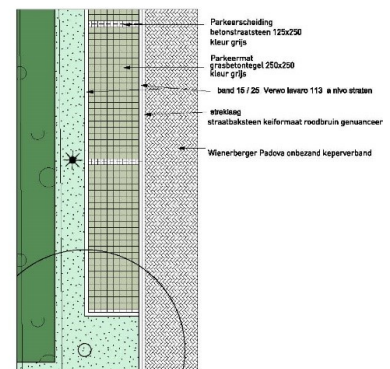 Parkeerscheiding
betonstraatsteen 125x250
kleur grijs
Parkeermat
grasbetontegel 250x250
kleur grijs
band 15 / 25 Verwo lavaro 113 a nivo straten
streklaag
straatbaksteen keiformaat roodbruin genuanceer
Wienerberger Padova onbezand keperverband